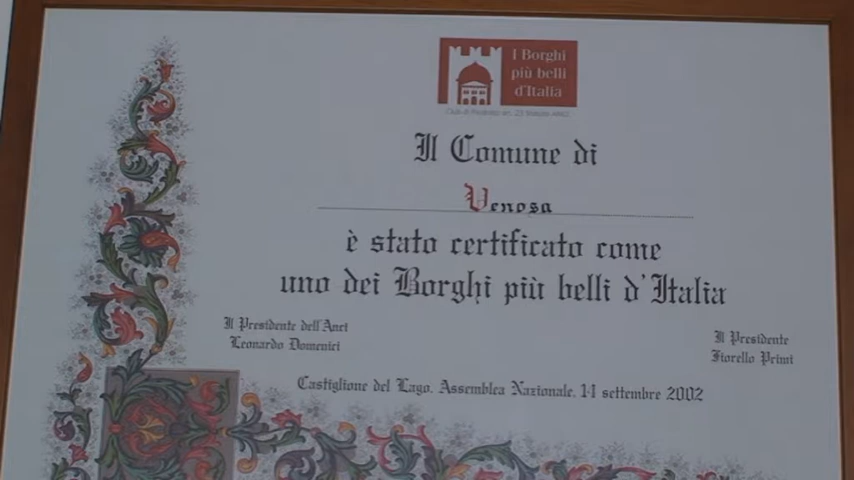 I Borghi
più belli
d'Italia
Il Comune di
Venosa
è stato certificato come
uno dei Borghi più belli d'Italia
Il Presidente dell'Anci
Leonardo Domenici
Il Presidente
Fiorello Primi
Castiglione del Lago, Assemblea Nazionale, 14 settembre 2002